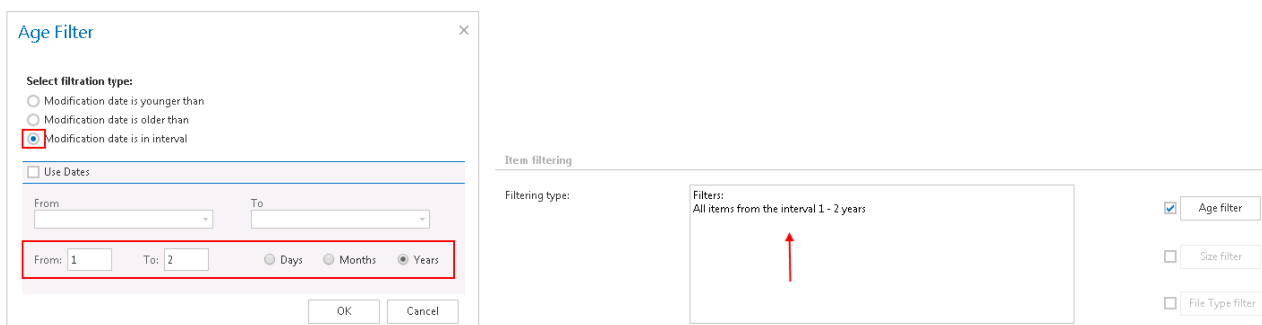 Age Filter
Select filtration type:
Modification date is younger than
Modification date is older than
Modification date is in interval
Use Dates
From To
From: 1 To: 2 Days Months Years
OK Cancel
Item filtering
Filtering type:
Filters:
All items from the interval 1 - 2 years
Age filter
Size filter
File Type filter